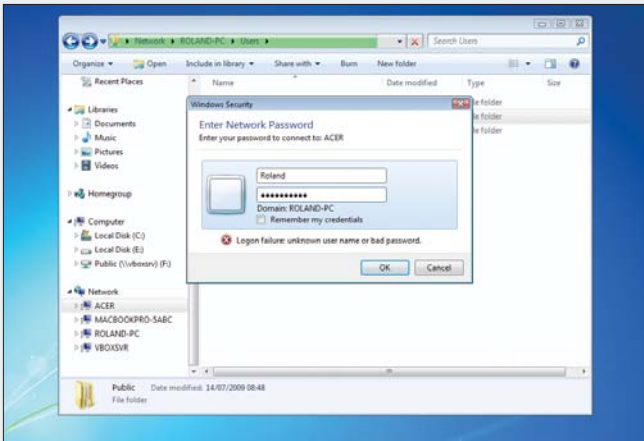 Network ▸ ROLAND-PC ▸ Users ▸
Search Users
Organize Open Include in library Share with Burn New folder
Recent Places
Name Date modified Type Size
Libraries
Documents
Music
Pictures
Videos
Homegroup
Computer
Local Disk (C:)
Local Disk (E:)
Public (\\vboxsrv) (F:)
Network
ACER
MACBOOKPRO-5ABC
ROLAND-PC
VBOXSVR
le folder
le folder
le folder
Windows Security
Enter Network Password
Enter your password to connect to: ACER
Roland
••••••••••
Domain: ROLAND-PC
Remember my credentials
Logon failure: unknown user name or bad password.
OK Cancel
Public Date modified: 14/07/2009 08:48
File folder